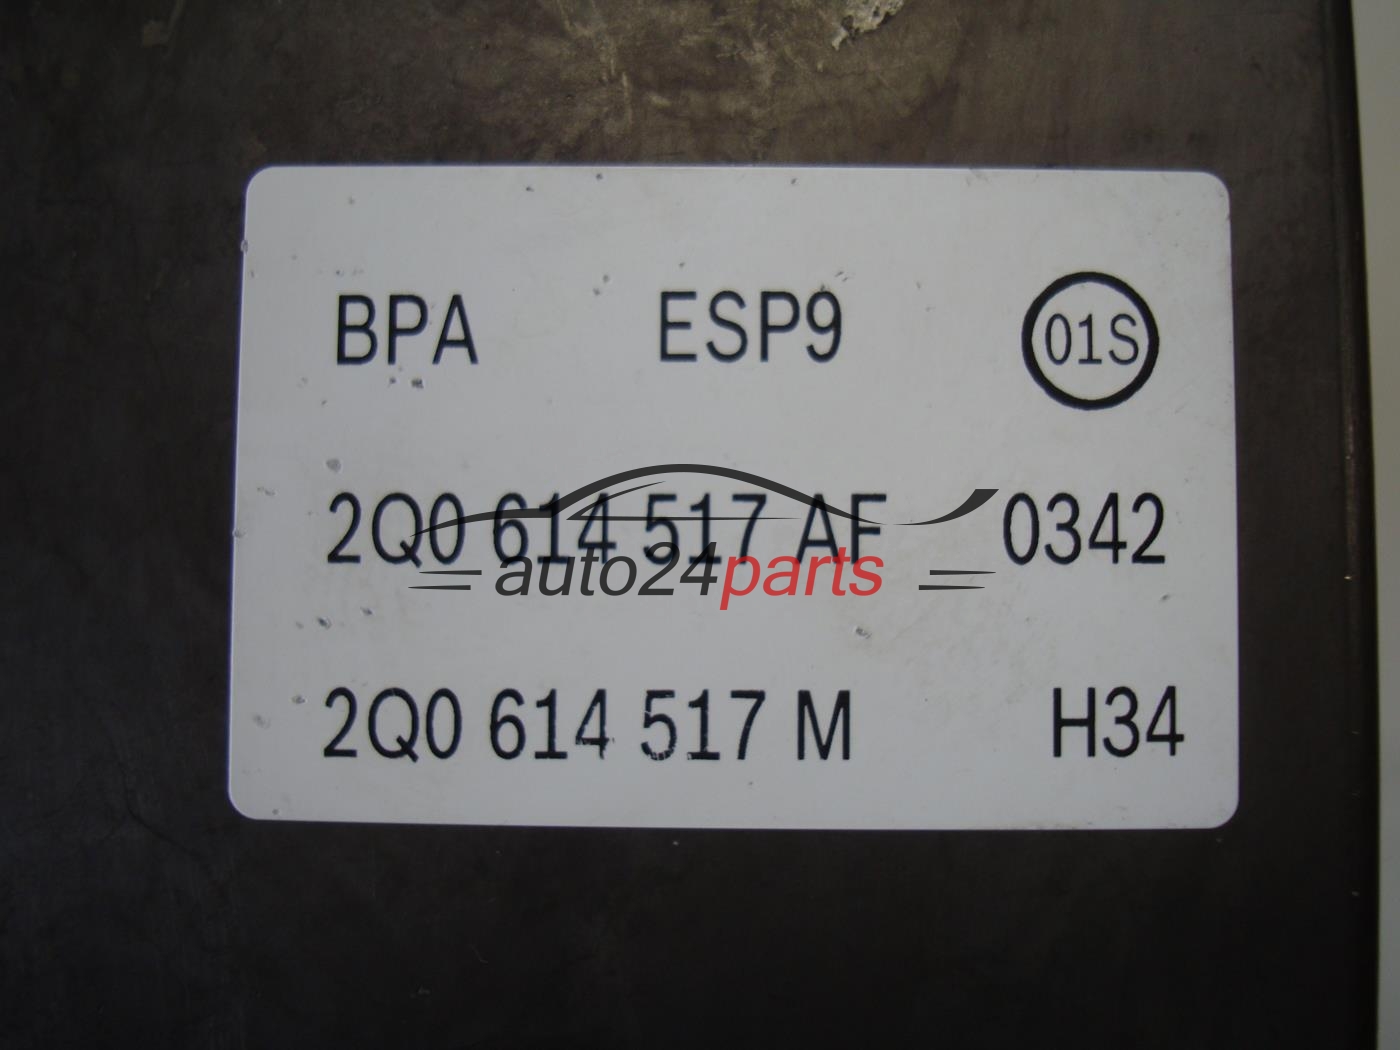 BPA ESP9 01S
2Q0 614 517 AF 0342
auto24parts
2Q0 614 517 M H34